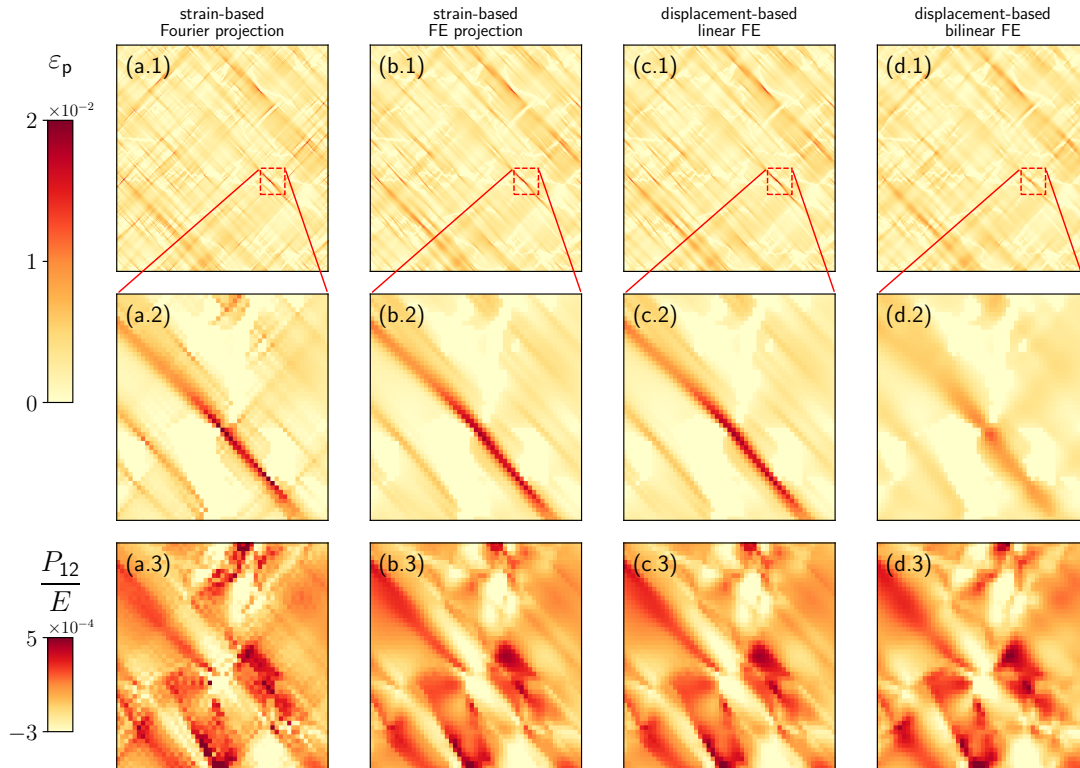 strain-based
Fourier projection
strain-based
FE projection
displacement-based
linear FE
displacement-based
bilinear FE
εp
×10⁻²
2
1
0
(a.1)
(b.1)
(c.1)
(d.1)
(a.2)
(b.2)
(c.2)
(d.2)
P12
E
×10⁻⁴
5
−3
(a.3)
(b.3)
(c.3)
(d.3)